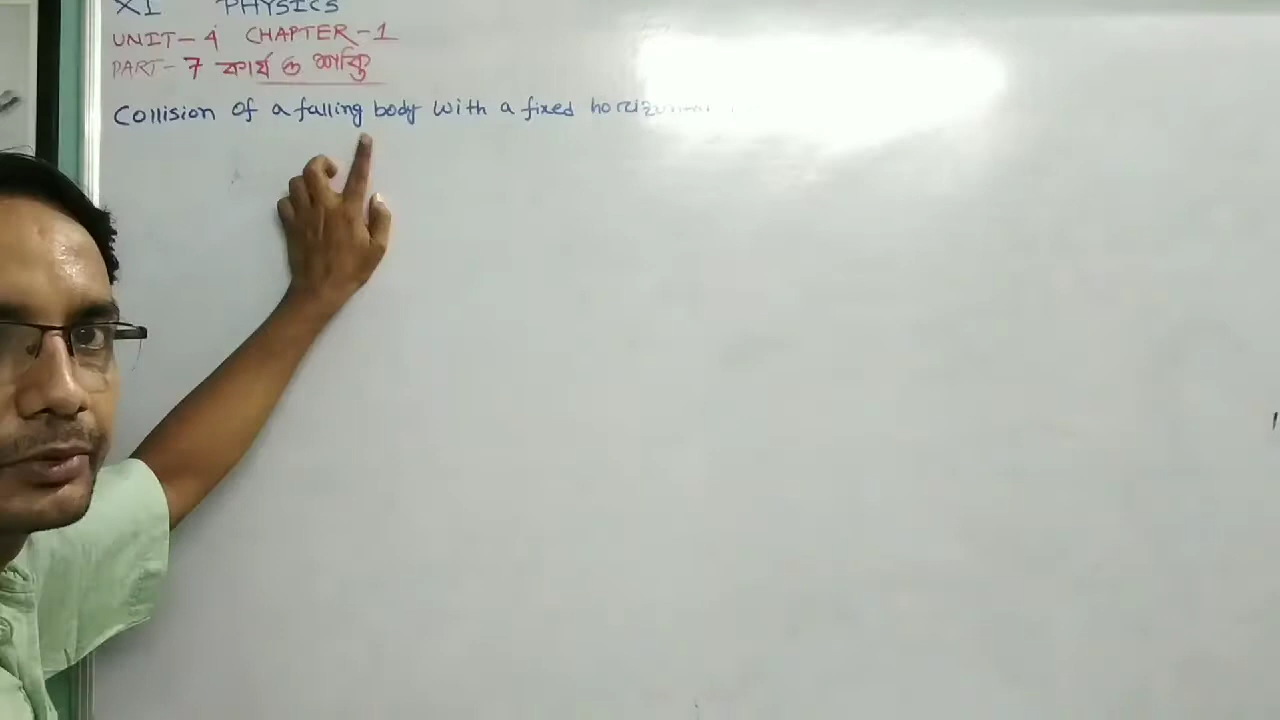 XI PHYSICS
UNIT-4 CHAPTER-1
PART-7 কার্য ও শক্তি
Collision of a falling body with a fixed horizontal